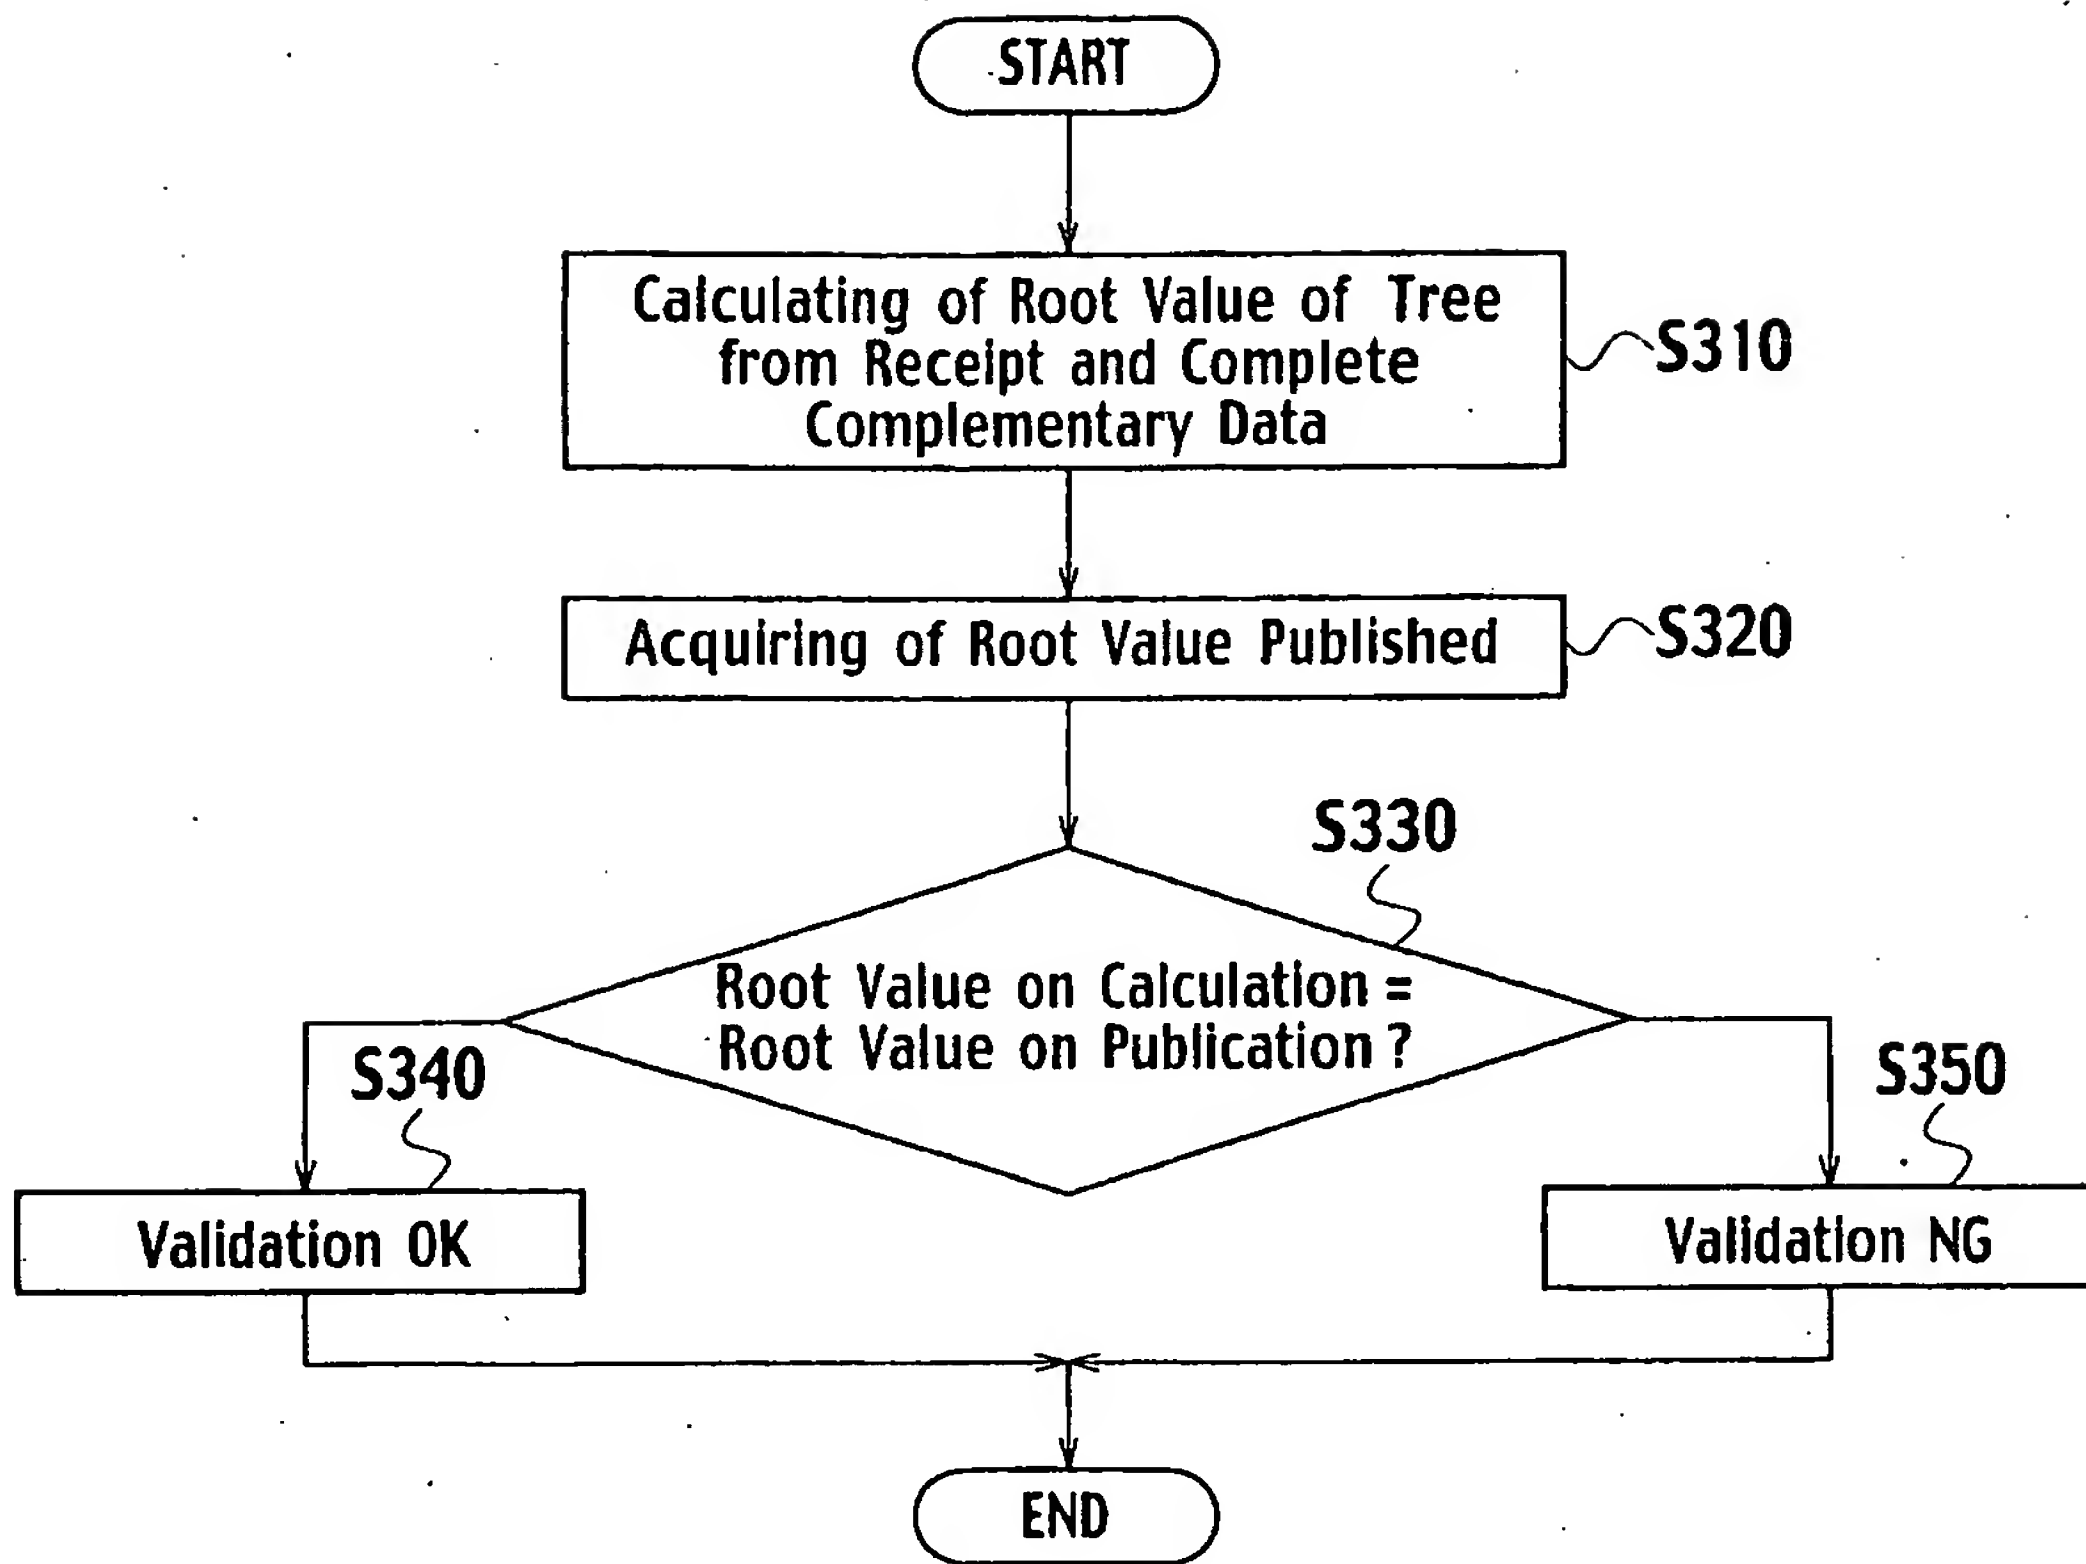 START
Calculating of Root Value of Tree
from Receipt and Complete
Complementary Data
S310
Acquiring of Root Value Published
S320
S330
Root Value on Calculation =
Root Value on Publication ?
S340
S350
Validation OK
Validation NG
END